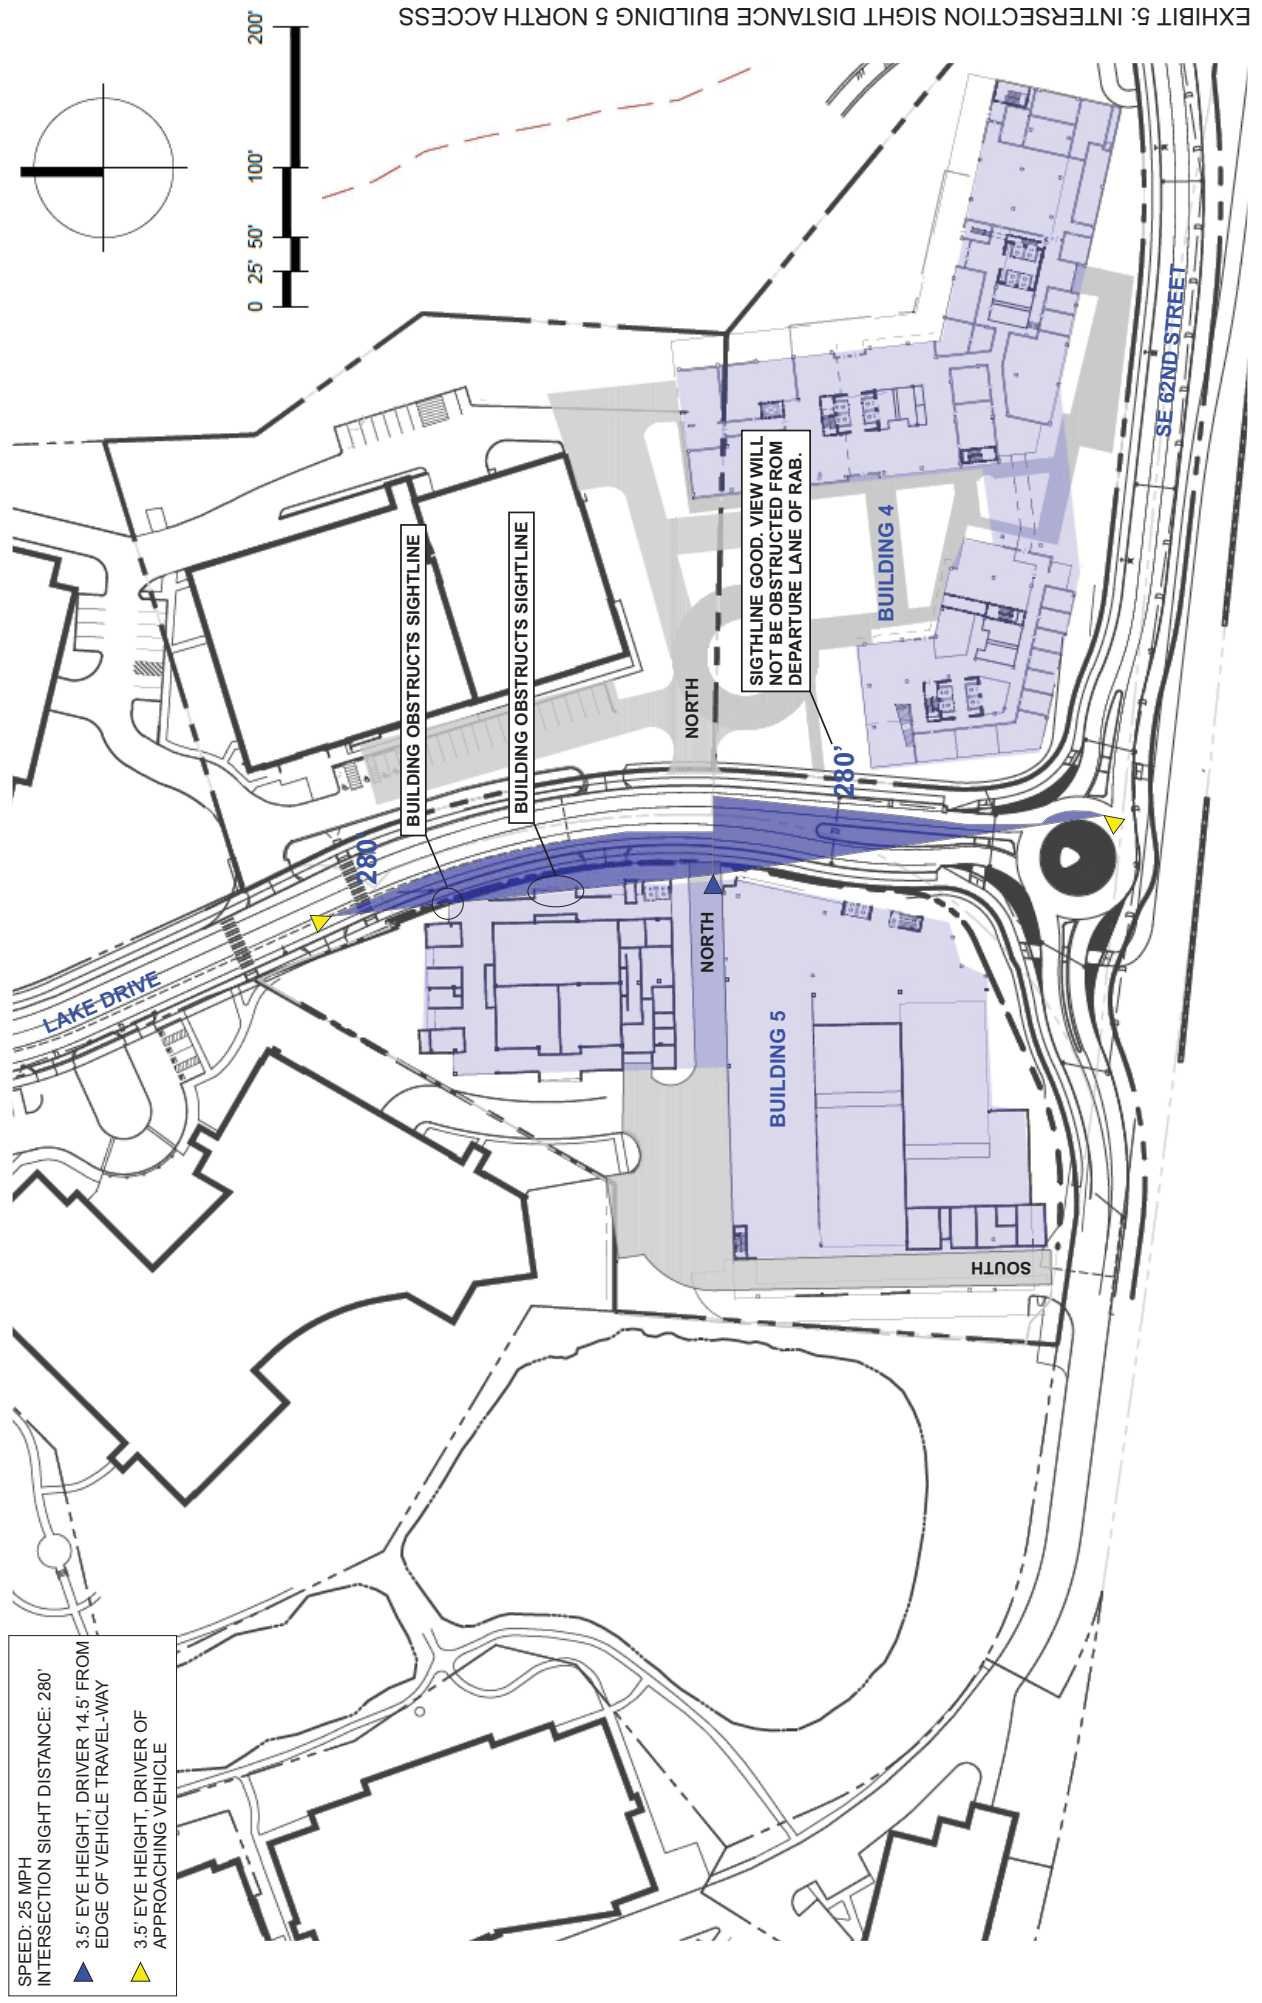 EXHIBIT 5: INTERSECTION SIGHT DISTANCE BUILDING 5 NORTH ACCESS
SPEED: 25 MPH
INTERSECTION SIGHT DISTANCE: 280'
3.5' EYE HEIGHT, DRIVER 14.5' FROM
EDGE OF VEHICLE TRAVEL-WAY
3.5' EYE HEIGHT, DRIVER OF
APPROACHING VEHICLE
LAKE DRIVE
280'
BUILDING OBSTRUCTS SIGHTLINE
BUILDING OBSTRUCTS SIGHTLINE
NORTH
NORTH
SIGTHLINE GOOD. VIEW WILL
NOT BE OBSTRUCTED FROM
DEPARTURE LANE OF RAB.
280'
BUILDING 4
BUILDING 5
SOUTH
SE 62ND STREET
0 25' 50' 100' 200'